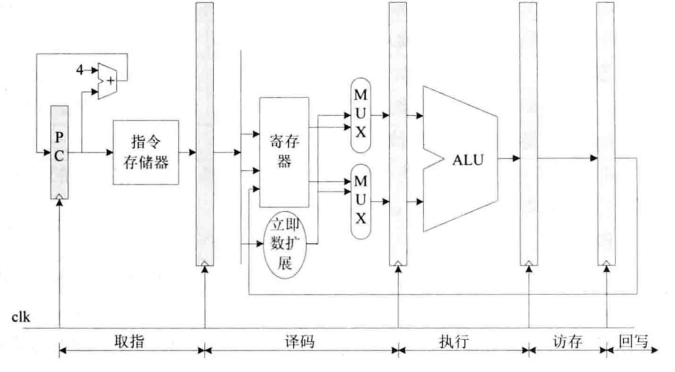 4
+
PC
指令
存储器
寄存
器
立即
数扩
展
MUX
MUX
ALU
clk
取指
译码
执行
访存
回写